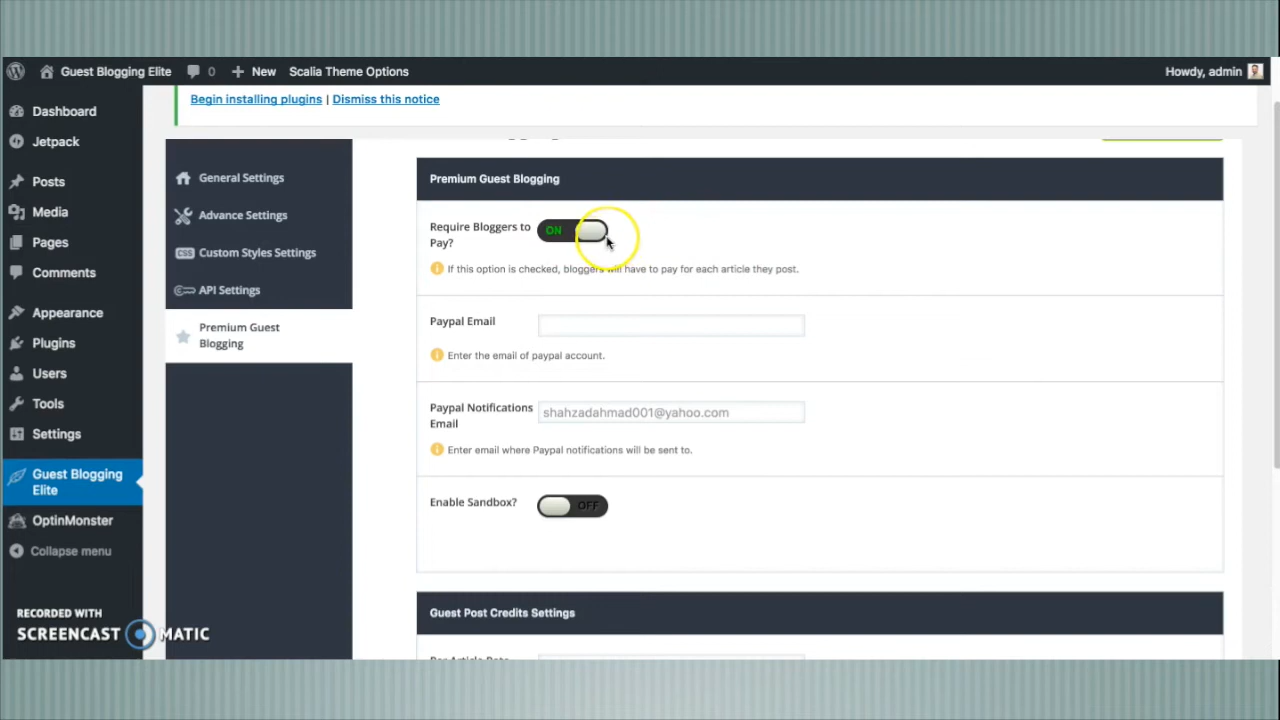 Guest Blogging Elite 0 New Scalia Theme Options Howdy, admin
Begin installing plugins | Dismiss this notice
Dashboard
Jetpack
Posts
Media
Pages
Comments
Appearance
Plugins
Users
Tools
Settings
Guest Blogging
Elite
OptinMonster
Collapse menu
General Settings
Advance Settings
CSS Custom Styles Settings
API Settings
Premium Guest
Blogging
Premium Guest Blogging
Require Bloggers to
Pay?
ON
If this option is checked, bloggers will have to pay for each article they post.
Paypal Email
Enter the email of paypal account.
Paypal Notifications
Email
shahzadahmad001@yahoo.com
Enter email where Paypal notifications will be sent to.
Enable Sandbox?
OFF
Guest Post Credits Settings
RECORDED WITH
SCREENCAST MATIC